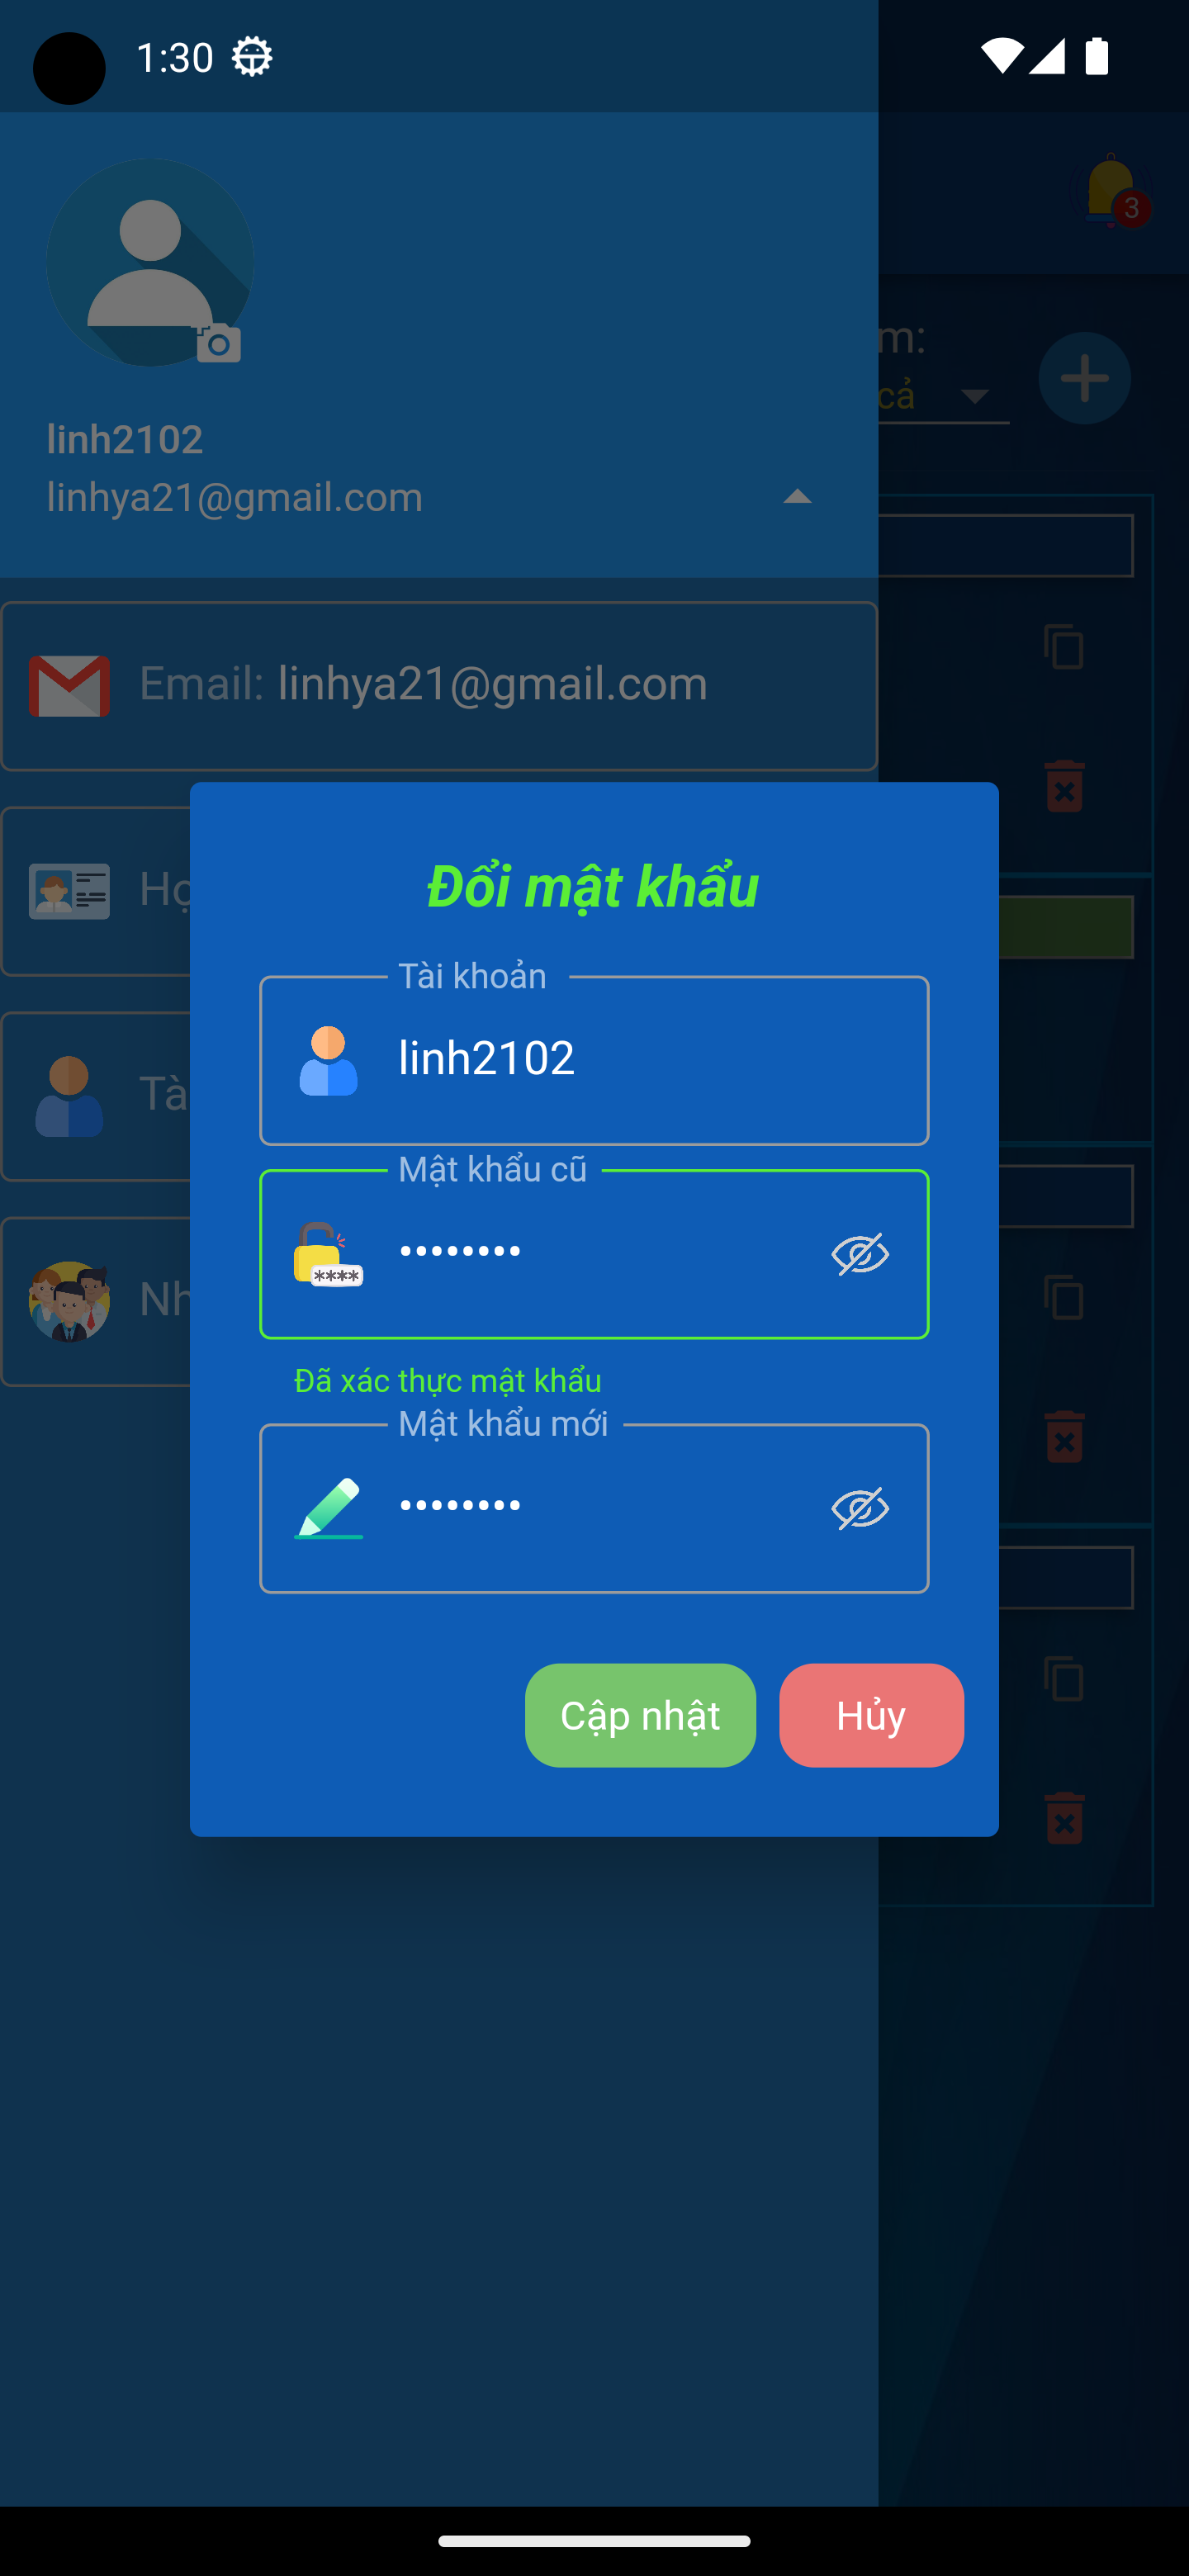 1:30
3
m:
cả
linh2102
linhya21@gmail.com
Email: linhya21@gmail.com
Họ
Tà
Nh
Đổi mật khẩu
Tài khoản
linh2102
Mật khẩu cũ
****
••••••••
Đã xác thực mật khẩu
Mật khẩu mới
••••••••
Cập nhật
Hủy